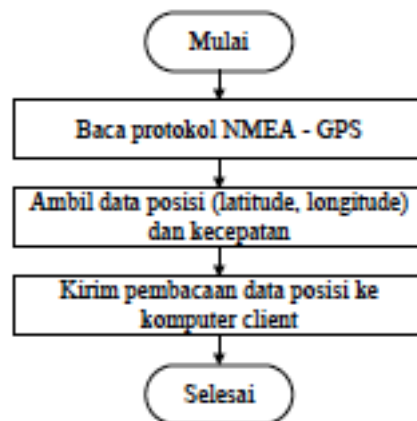 Mulai
Baca protokol NMEA - GPS
Ambil data posisi (latitude, longitude)
dan kecepatan
Kirim pembacaan data posisi ke
komputer client
Selesai